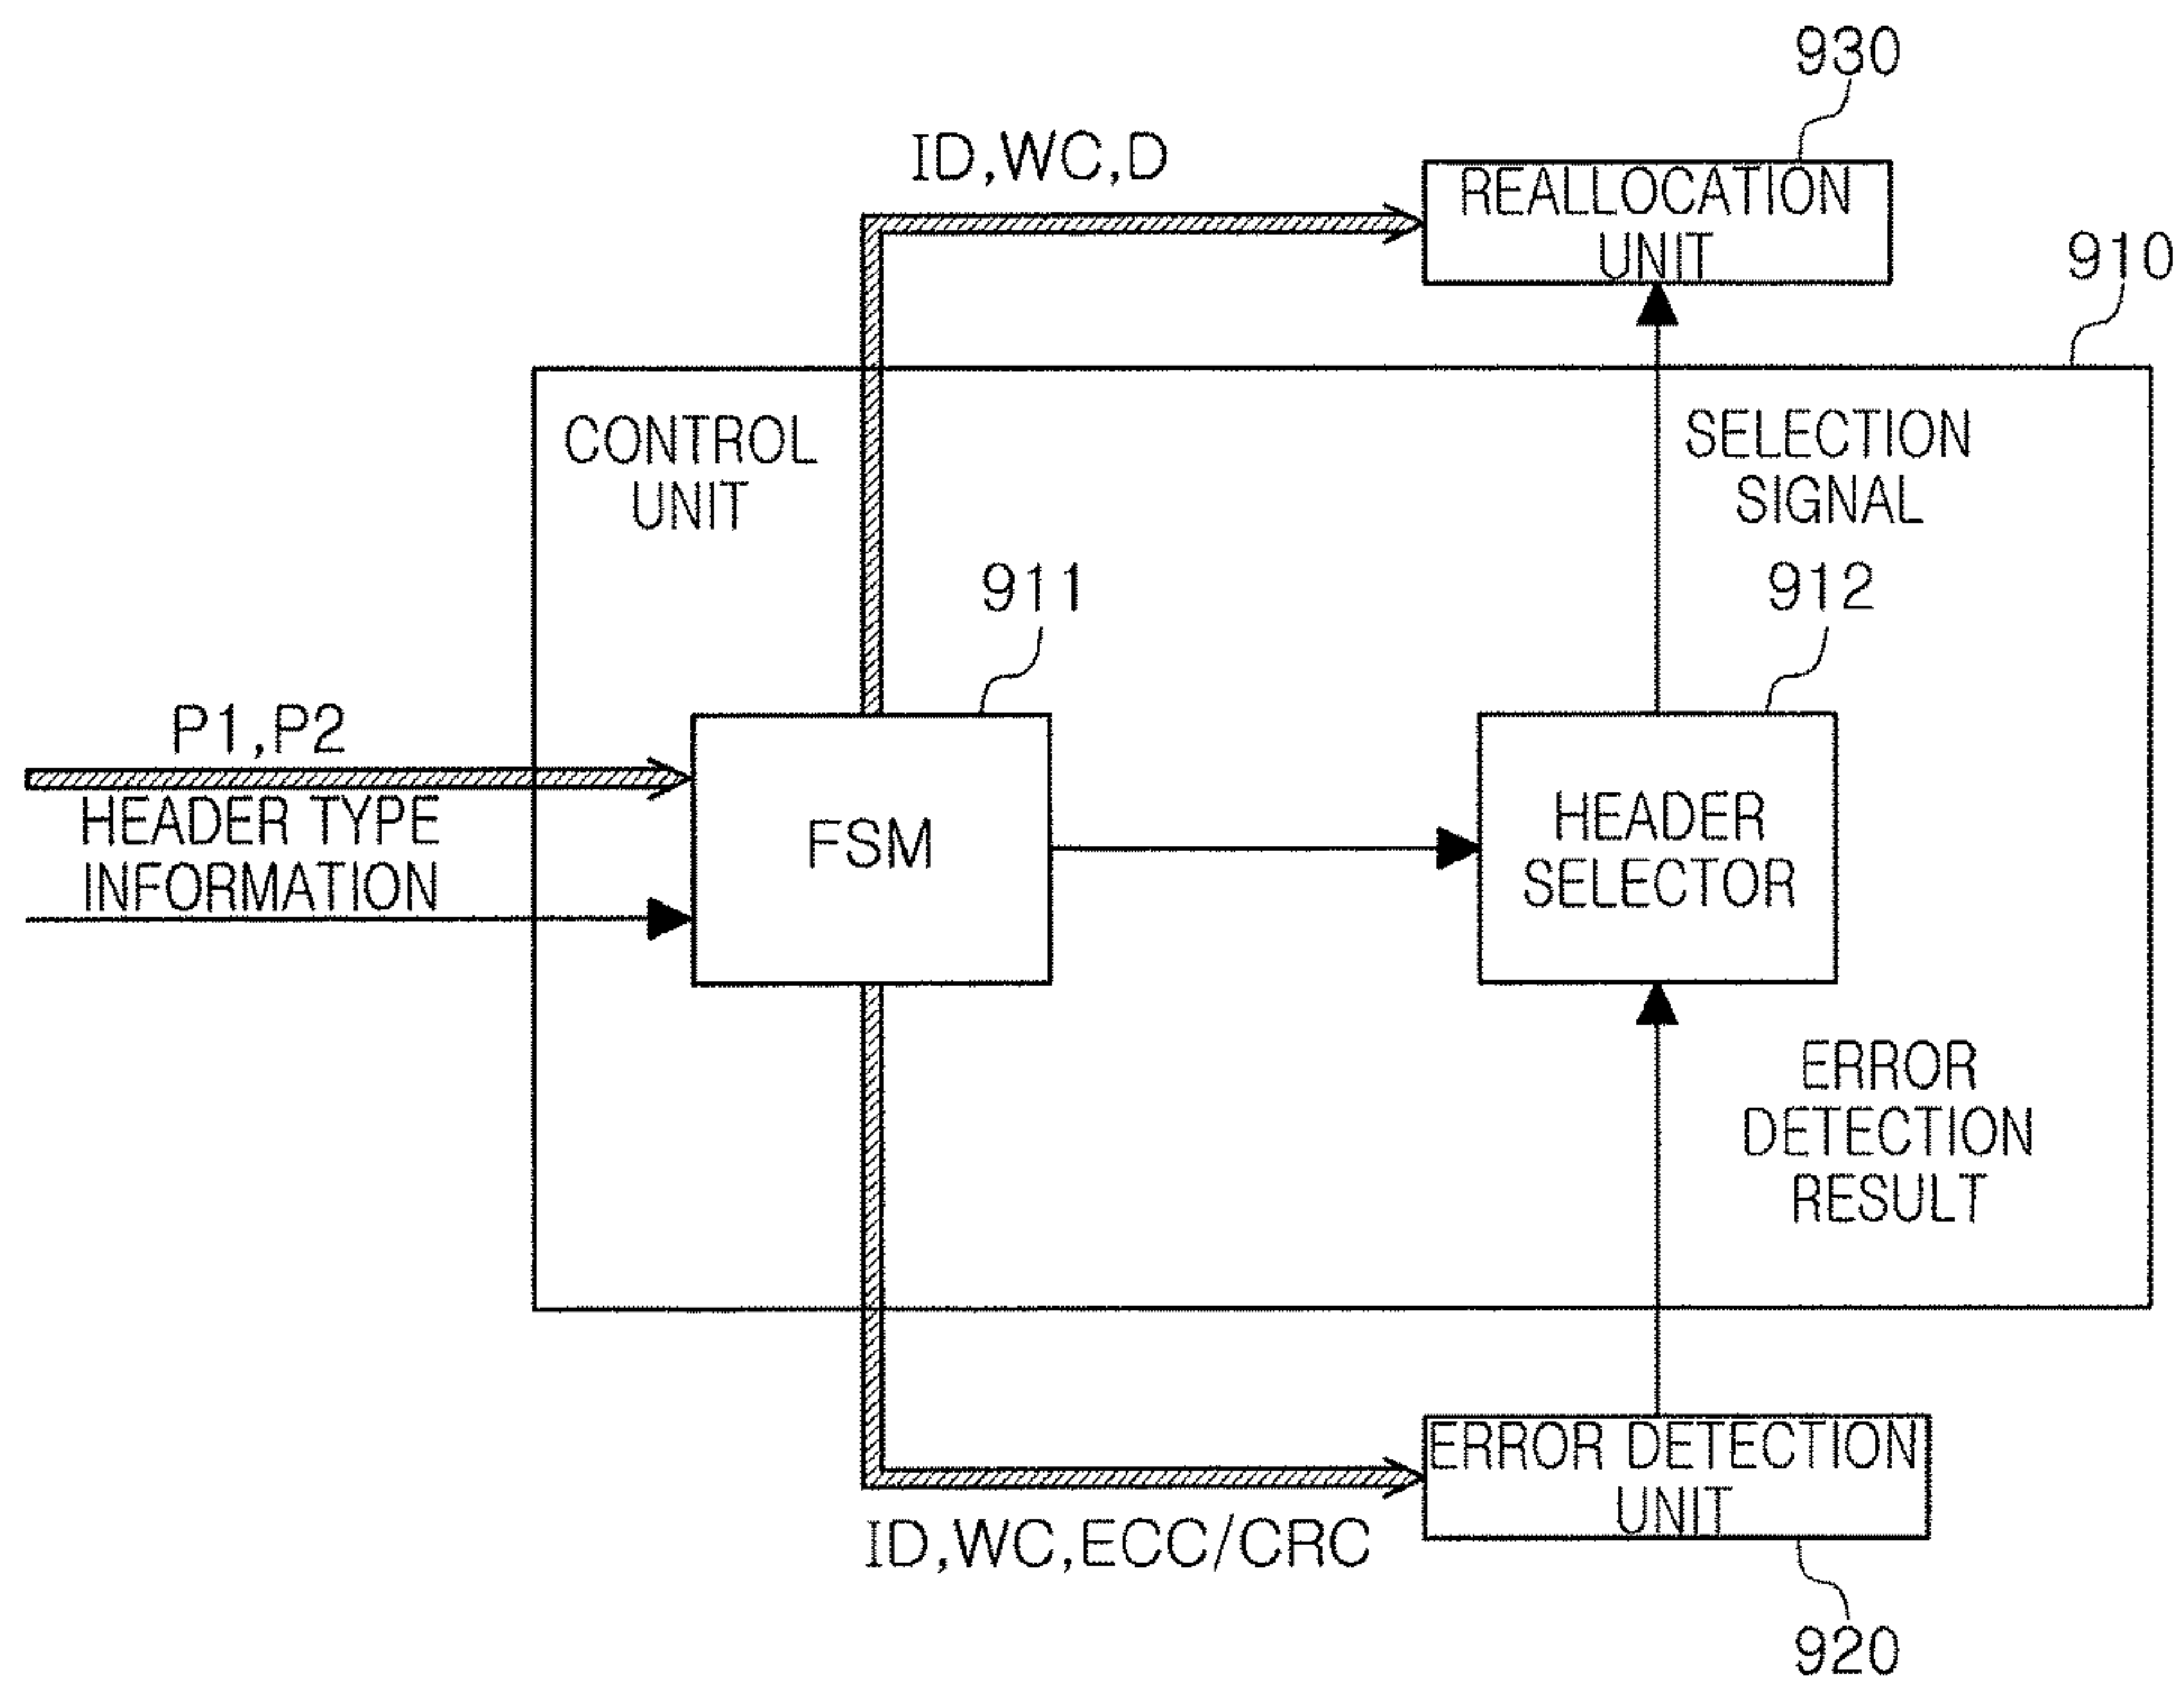 930
ID,WC,D
REALLOCATION
UNIT
910
CONTROL
UNIT
SELECTION
SIGNAL
911
912
P1,P2
HEADER TYPE
INFORMATION
FSM
HEADER
SELECTOR
ERROR
DETECTION
RESULT
ERROR DETECTION
UNIT
ID,WC,ECC/CRC
920